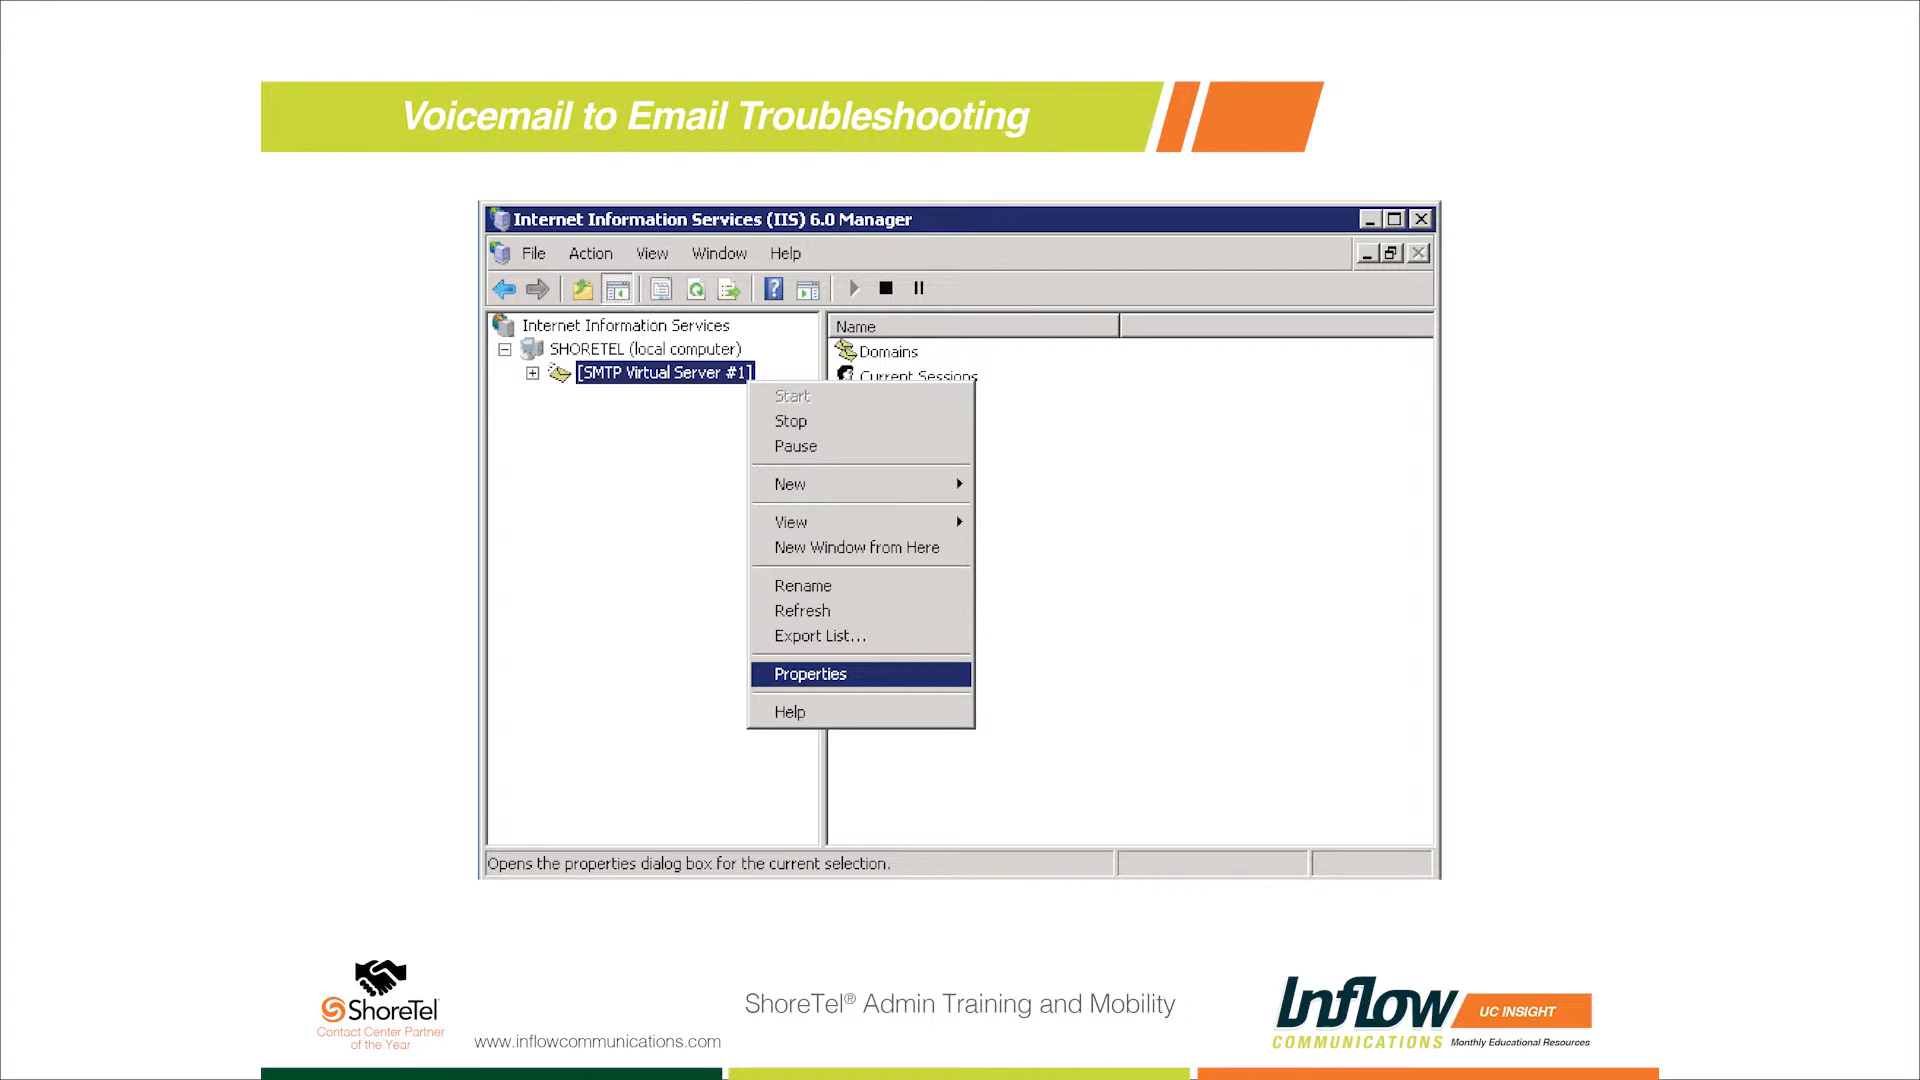 Voicemail to Email Troubleshooting
Internet Information Services (IIS) 6.0 Manager
File Action View Window Help
Internet Information Services
SHORETEL (local computer)
[SMTP Virtual Server #1]
Name
Domains
Current Sessions
Start
Stop
Pause
New
View
New Window from Here
Rename
Refresh
Export List...
Properties
Help
Opens the properties dialog box for the current selection.
ShoreTel
Contact Center Partner
of the Year
www.inflowcommunications.com
ShoreTel® Admin Training and Mobility
Inflow
COMMUNICATIONS
UC INSIGHT
Monthly Educational Resources